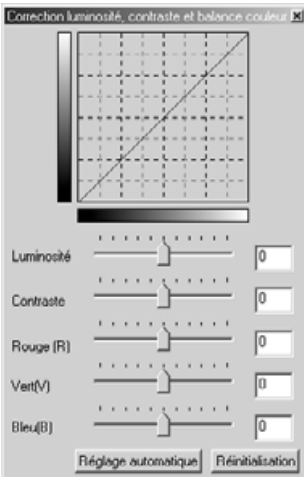 Correction luminosité, contraste et balance couleur
Luminosité 0
Contraste 0
Rouge (R) 0
Vert(V) 0
Bleu(B) 0
Réglage automatique Réinitialisation